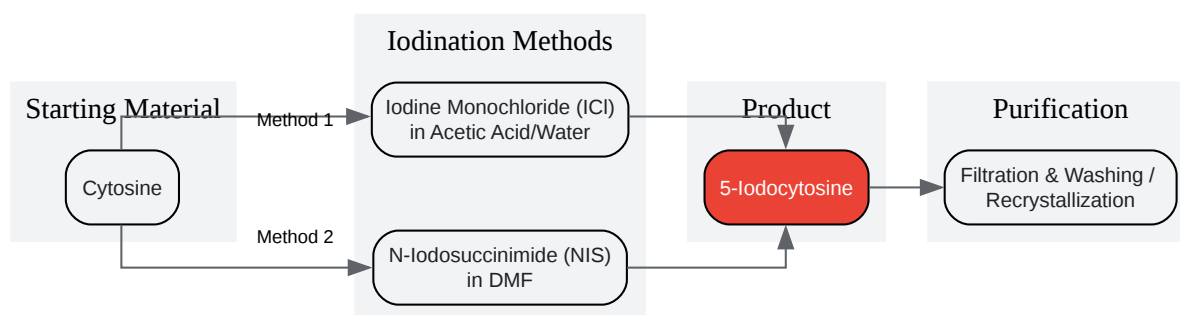 Iodination Methods
Starting Material
Method 1
Iodine Monochloride (ICl)
in Acetic Acid/Water
Product
Purification
Cytosine
5-Iodocytosine
Filtration & Washing /
Recrystallization
Method 2
N-Iodosuccinimide (NIS)
in DMF